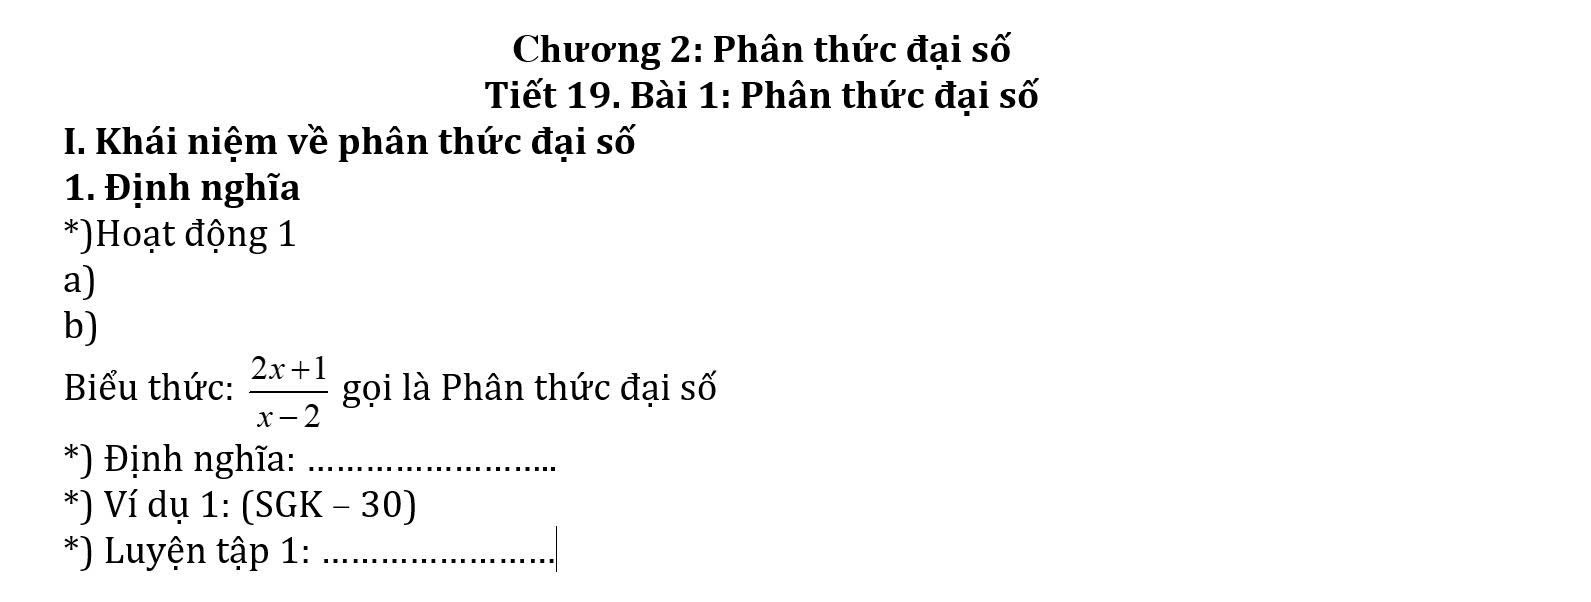 Chương 2: Phân thức đại số
Tiết 19. Bài 1: Phân thức đại số
I. Khái niệm về phân thức đại số
1. Định nghĩa
*)Hoạt động 1
a)
b)
Biểu thức: \frac{2x+1}{x-2} gọi là Phân thức đại số
*) Định nghĩa: ……………………..
*) Ví dụ 1: (SGK – 30)
*) Luyện tập 1: ……………………